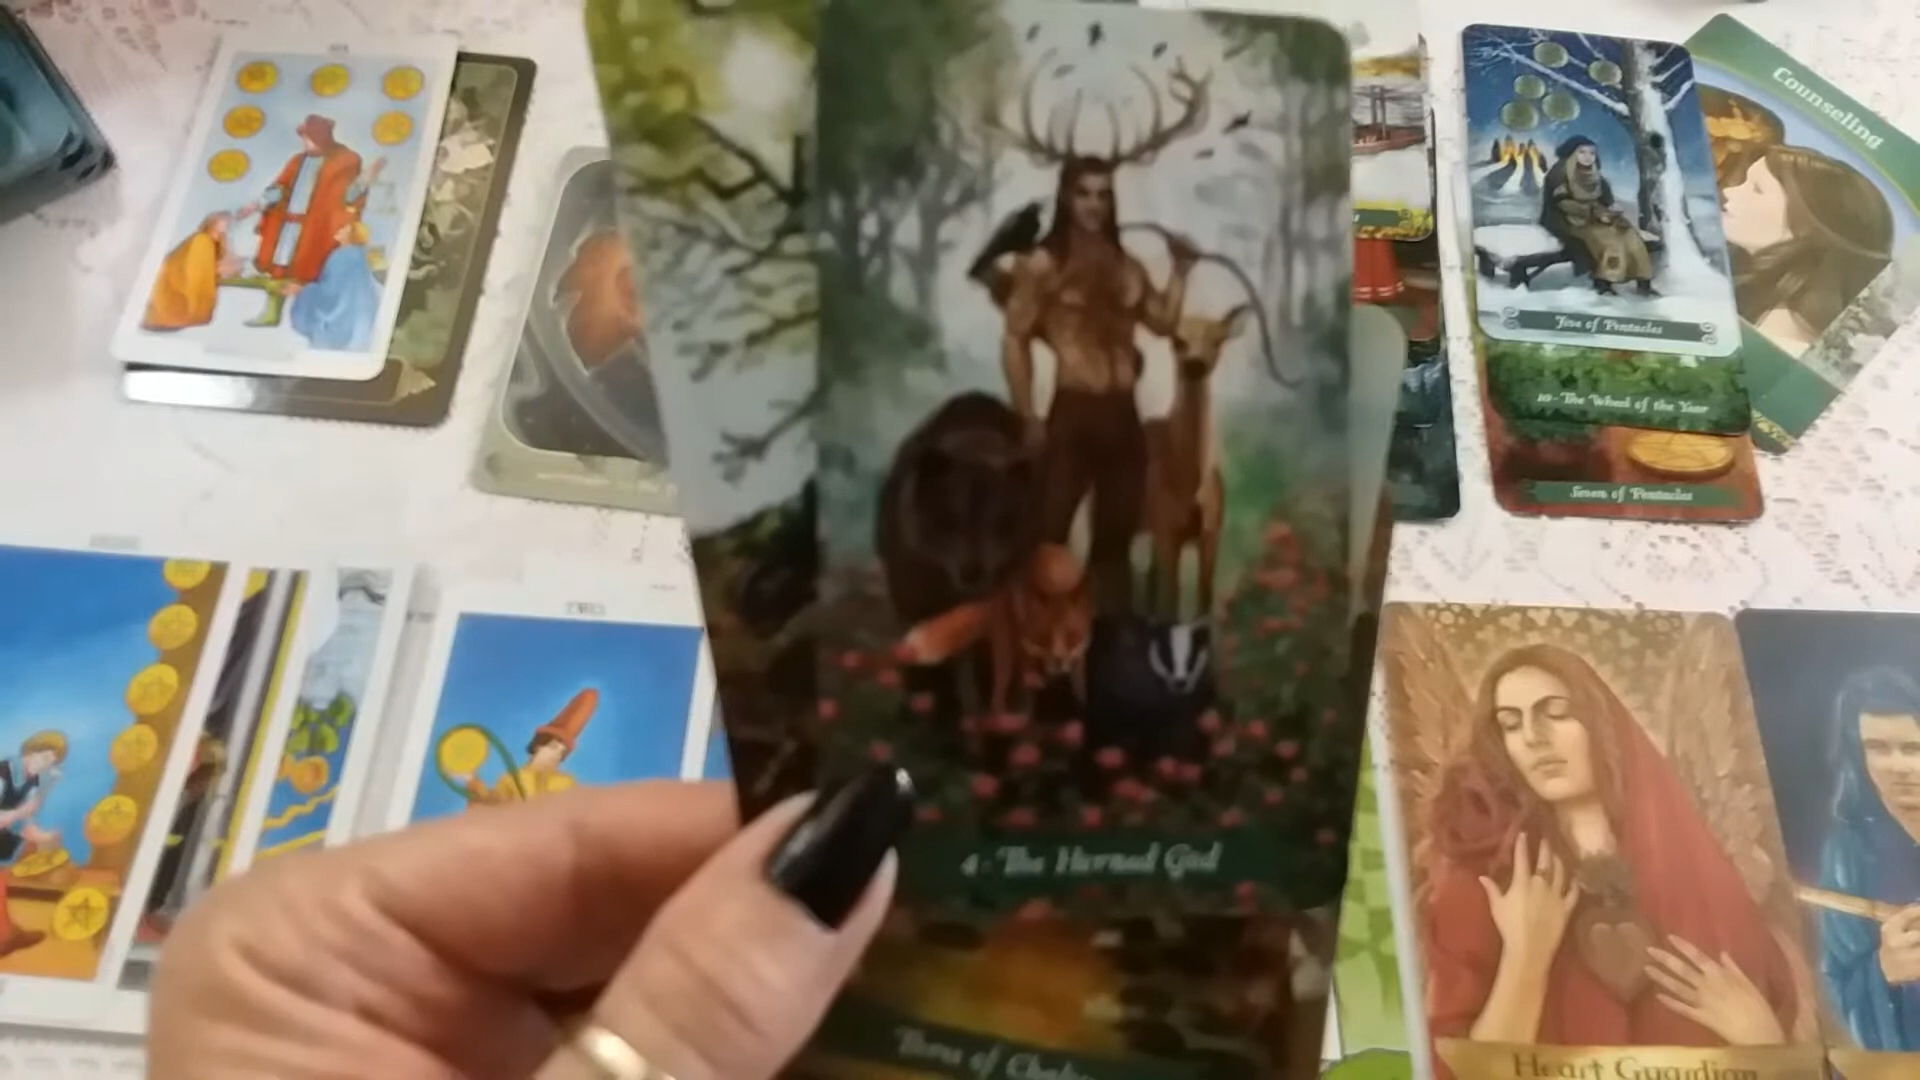 Counseling
Five of Pentacles
10 - The Wheel of the Year
Seven of Pentacles
4 - The Horned God
of
Heart Guardian